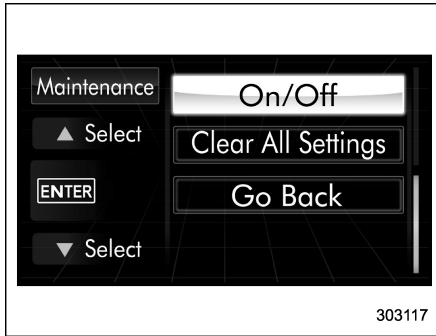 Maintenance
On/Off
▲ Select
Clear All Settings
ENTER
Go Back
▼ Select
303117